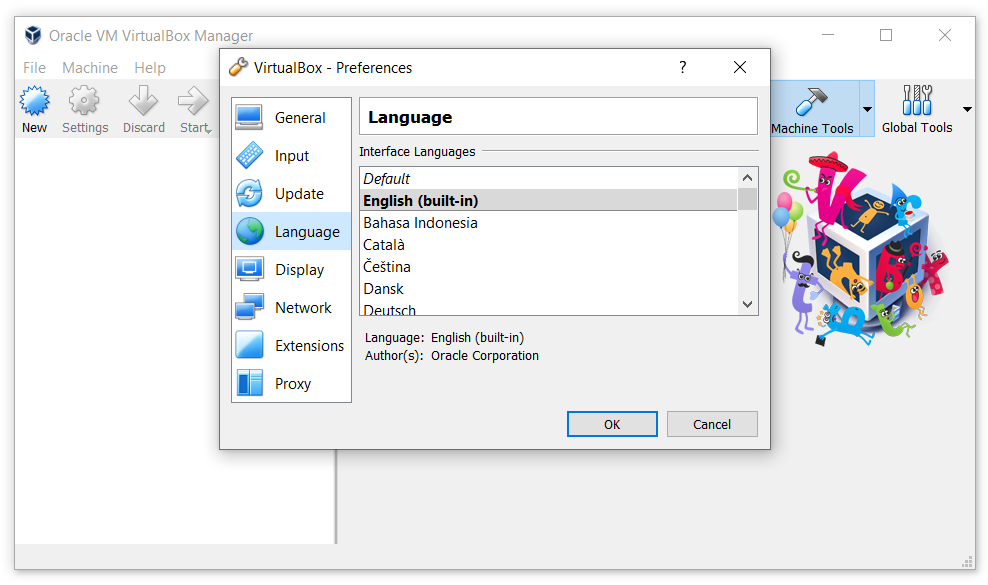 Oracle VM VirtualBox Manager
File Machine Help
New Settings Discard Start
Machine Tools Global Tools
VirtualBox - Preferences
?
General
Input
Update
Language
Display
Network
Extensions
Proxy
Language
Interface Languages
Default
English (built-in)
Bahasa Indonesia
Català
Čeština
Dansk
Deutsch
Language: English (built-in)
Author(s): Oracle Corporation
OK Cancel